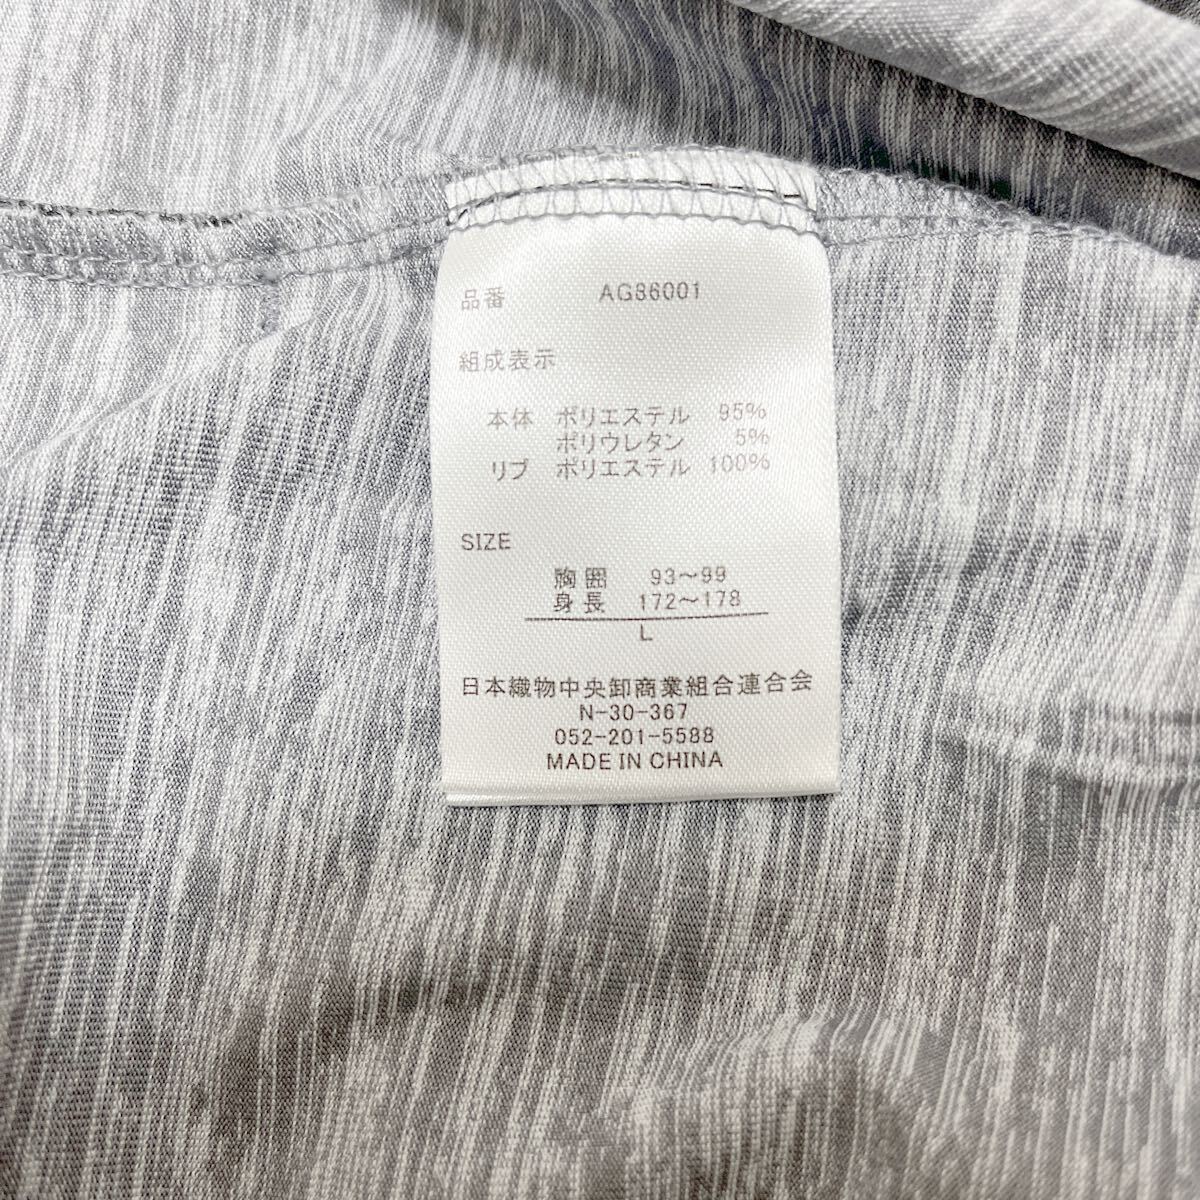 品番 AG86001
組成表示
本体 ポリエステル 95%
ポリウレタン 5%
リブ ポリエステル 100%
SIZE
胸囲 93～99
身長 172～178
L
日本織物中央卸商業組合連合会
N-30-367
052-201-5588
MADE IN CHINA